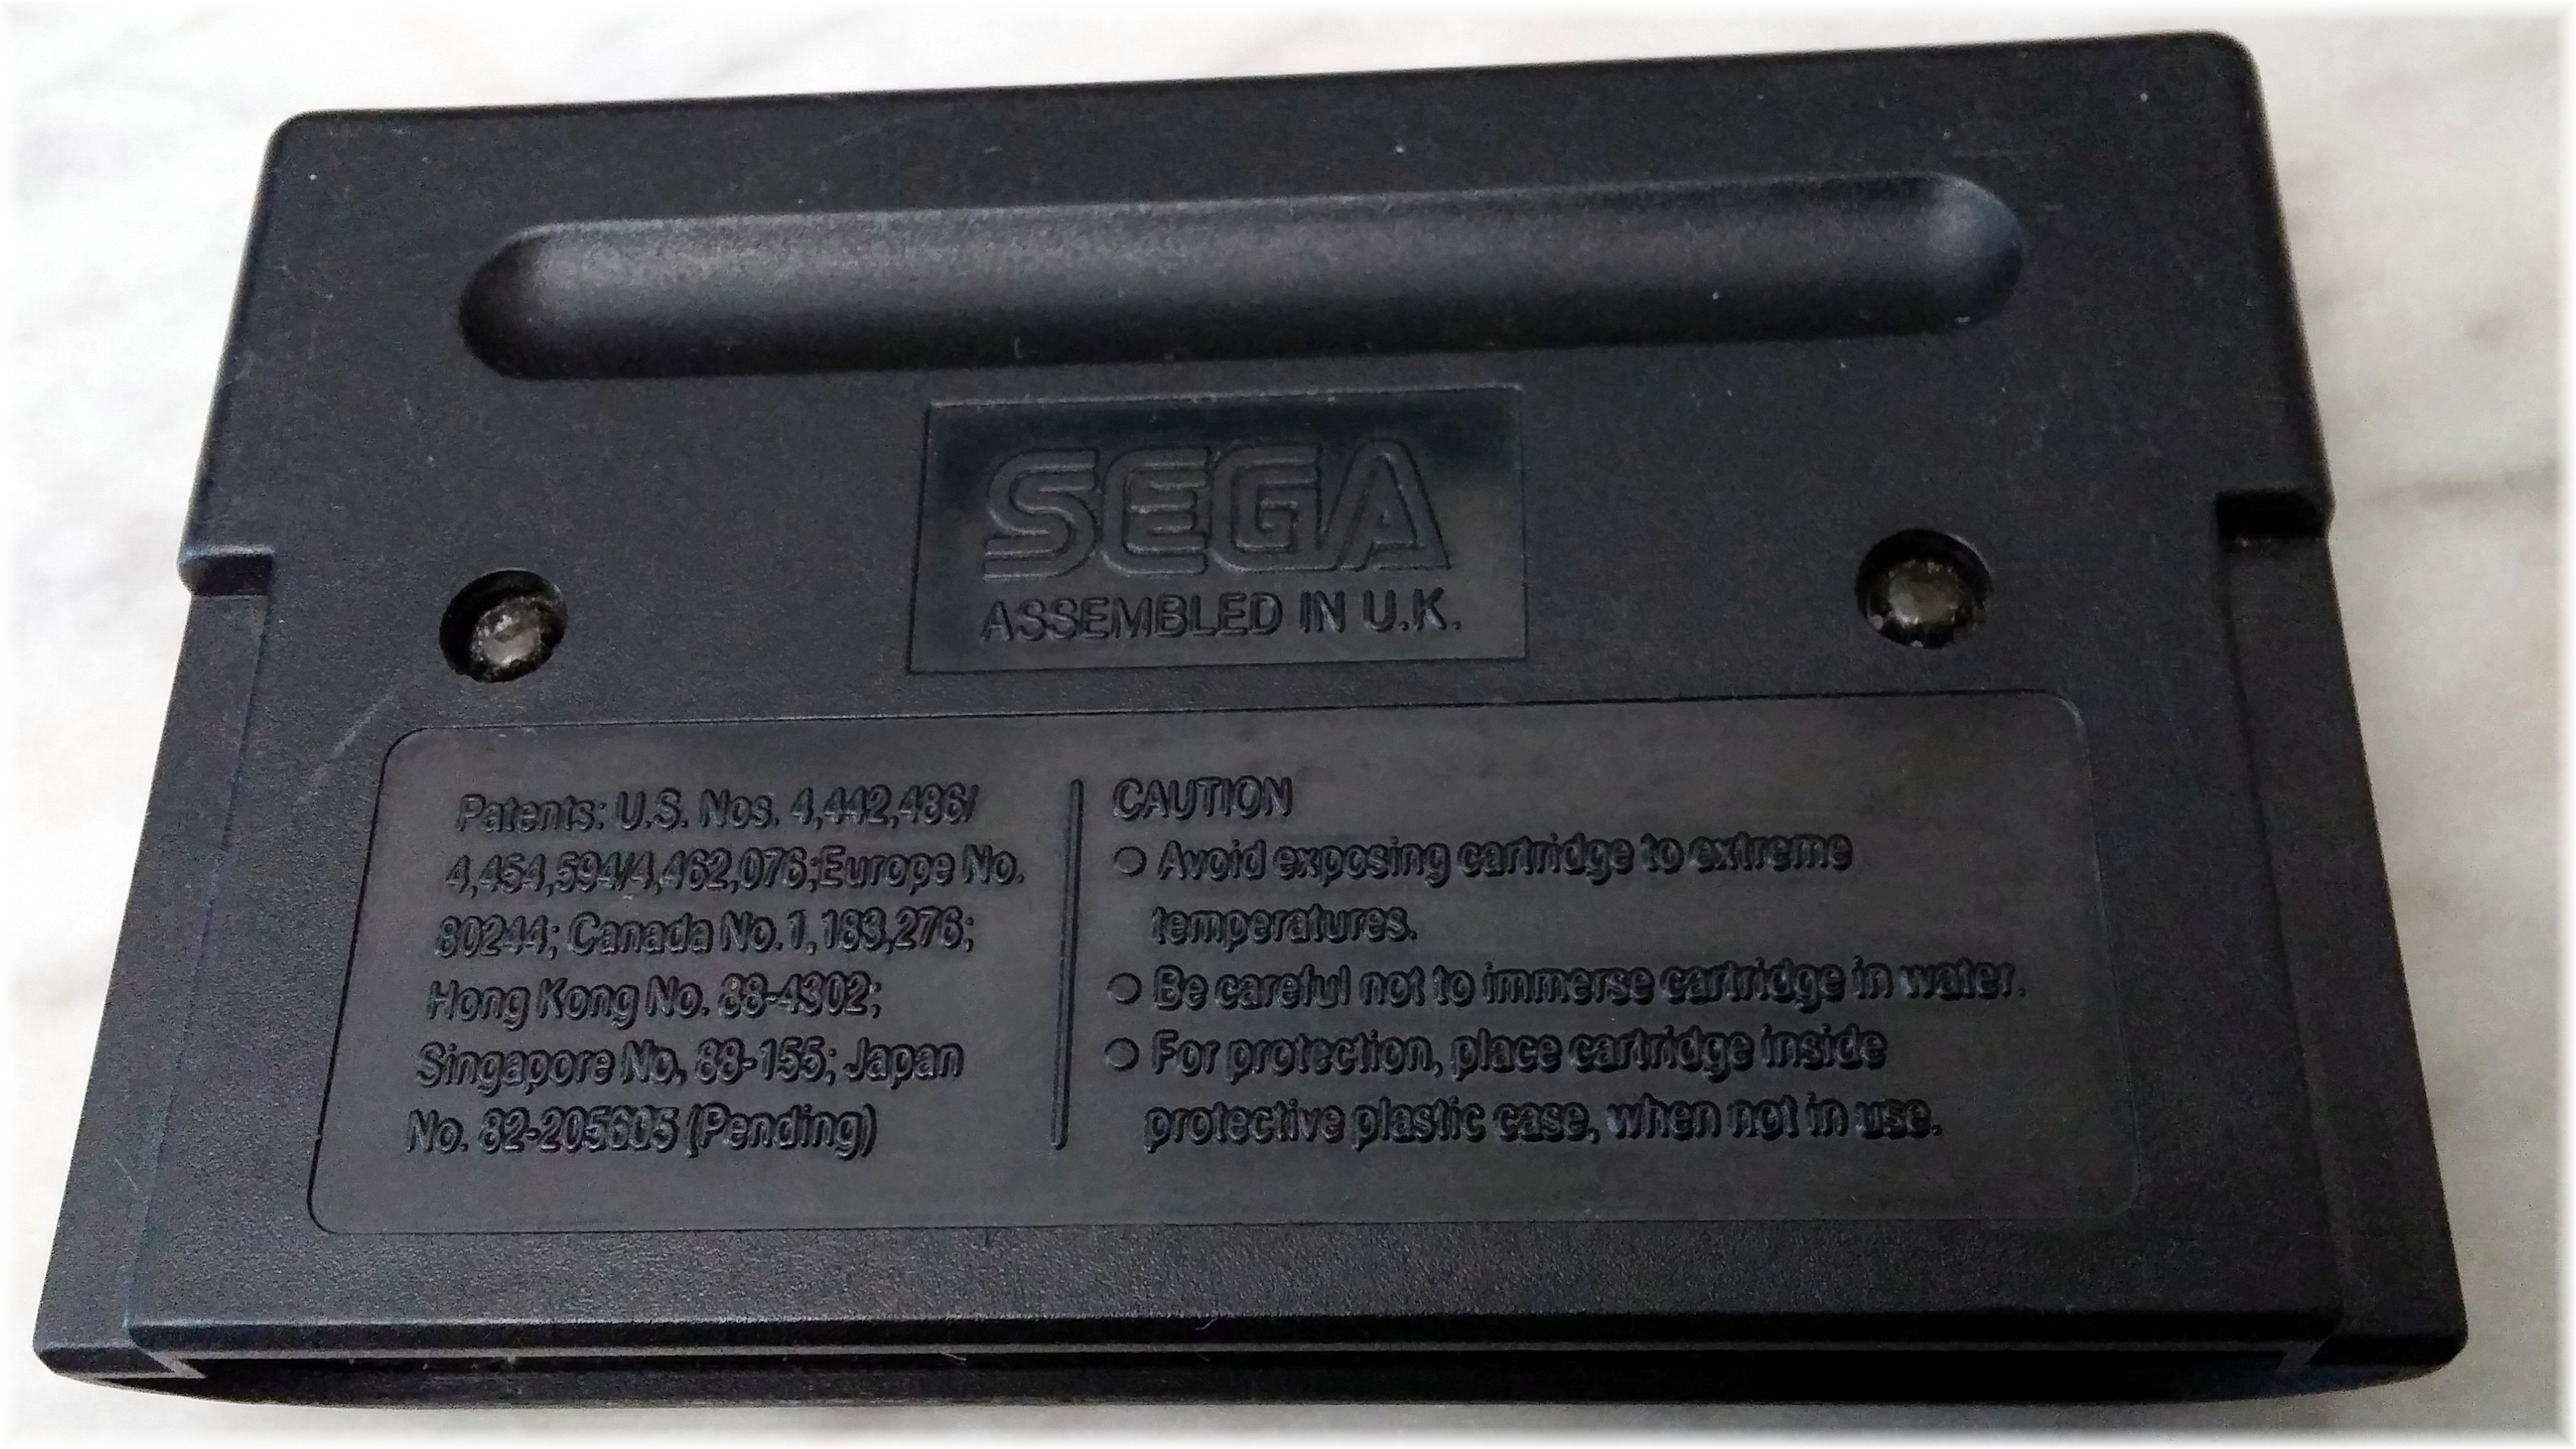 SEGA
ASSEMBLED IN U.K.
Patents: U.S. Nos. 4,442,486/
4,454,594/4,462,076;Europe No.
80244; Canada No.1,183,276;
Hong Kong No. 88-4302;
Singapore No. 88-155; Japan
No. 82-205605 (Pending)
CAUTION
○ Avoid exposing cartridge to extreme
temperatures.
○ Be careful not to immerse cartridge in water.
○ For protection, place cartridge inside
protective plastic case, when not in use.